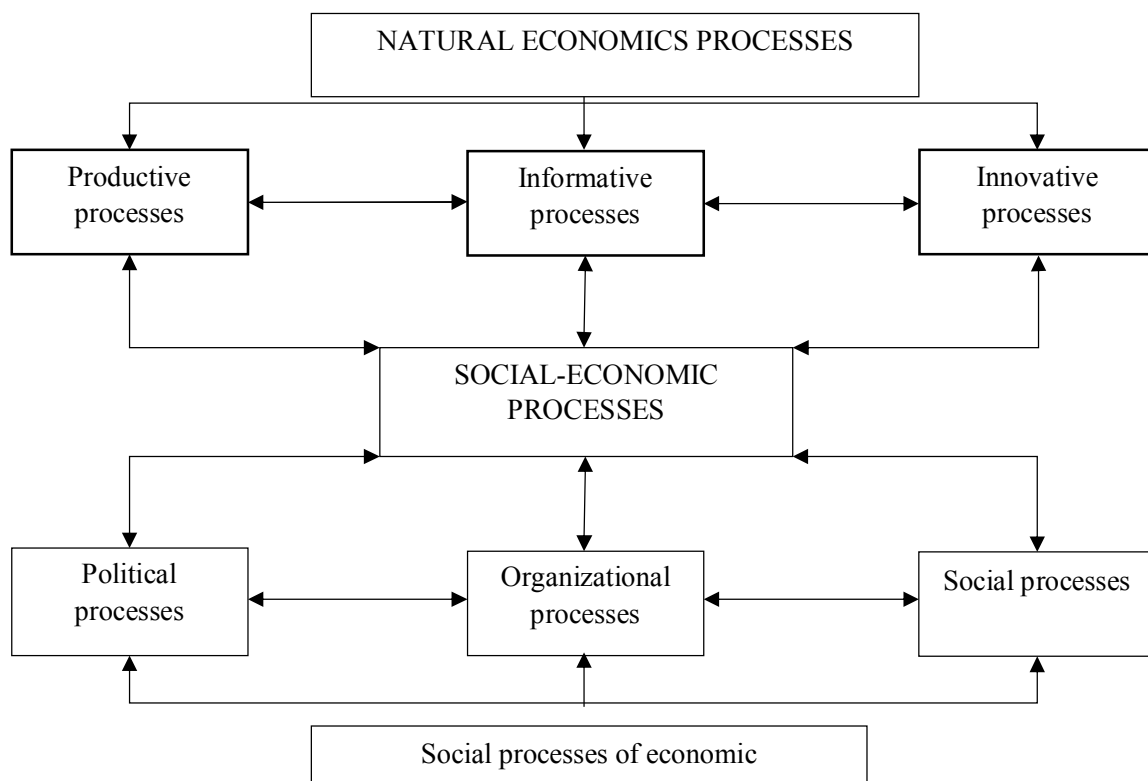 NATURAL ECONOMICS PROCESSES
Productive
processes
Informative
processes
Innovative
processes
SOCIAL-ECONOMIC
PROCESSES
Political
processes
Organizational
processes
Social processes
Social processes of economic